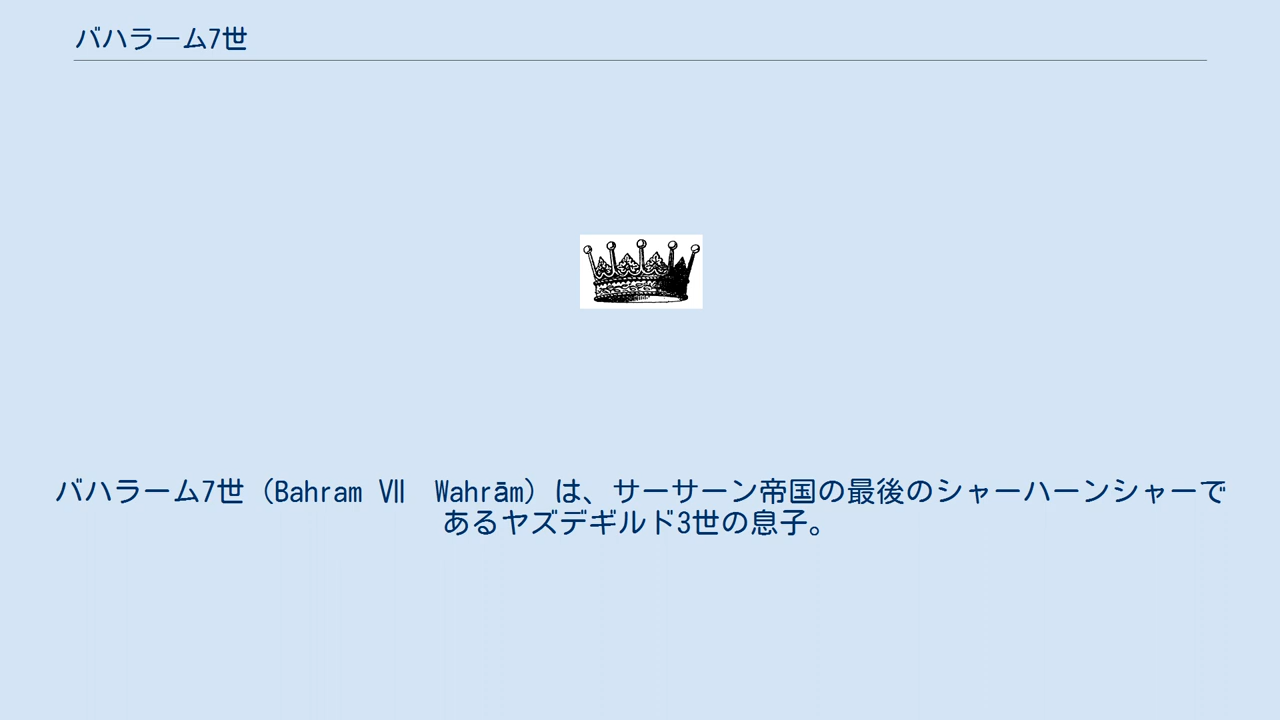 バハラーム7世
バハラーム7世（Bahram Ⅶ　Wahrām）は、サーサーン帝国の最後のシャーハーンシャーで
あるヤズデギルド3世の息子。